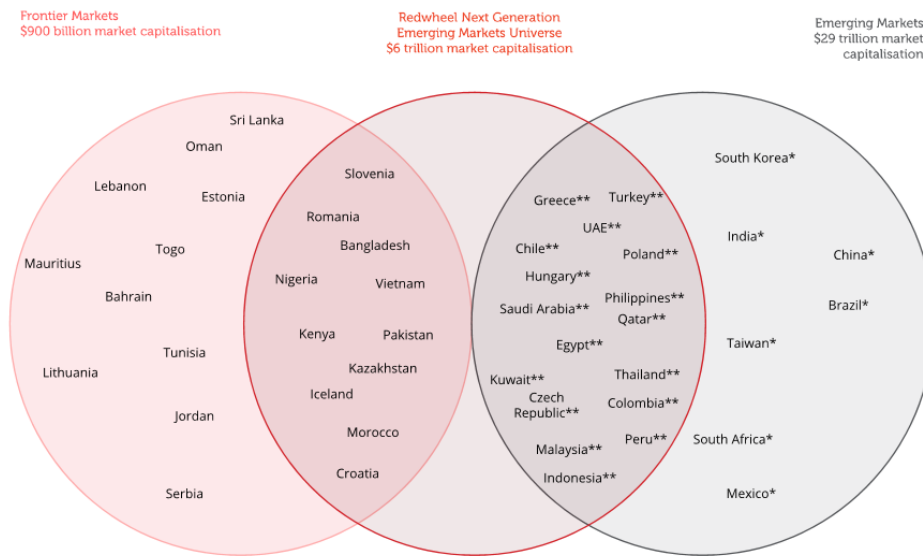 Frontier Markets
$900 billion market capitalisation
Redwheel Next Generation
Emerging Markets Universe
$6 trillion market capitalisation
Emerging Markets
$29 trillion market
capitalisation
Sri Lanka
Oman
Lebanon
Estonia
Togo
Mauritius
Bahrain
Tunisia
Lithuania
Jordan
Serbia
Slovenia
Romania
Bangladesh
Nigeria
Vietnam
Kenya
Pakistan
Kazakhstan
Iceland
Morocco
Croatia
Greece**
Turkey**
UAE**
Chile**
Poland**
Hungary**
Saudi Arabia**
Philippines**
Qatar**
Egypt**
Kuwait**
Thailand**
Czech
Republic**
Colombia**
Malaysia**
Peru**
Indonesia**
South Korea*
India*
China*
Brazil*
Taiwan*
South Africa*
Mexico*